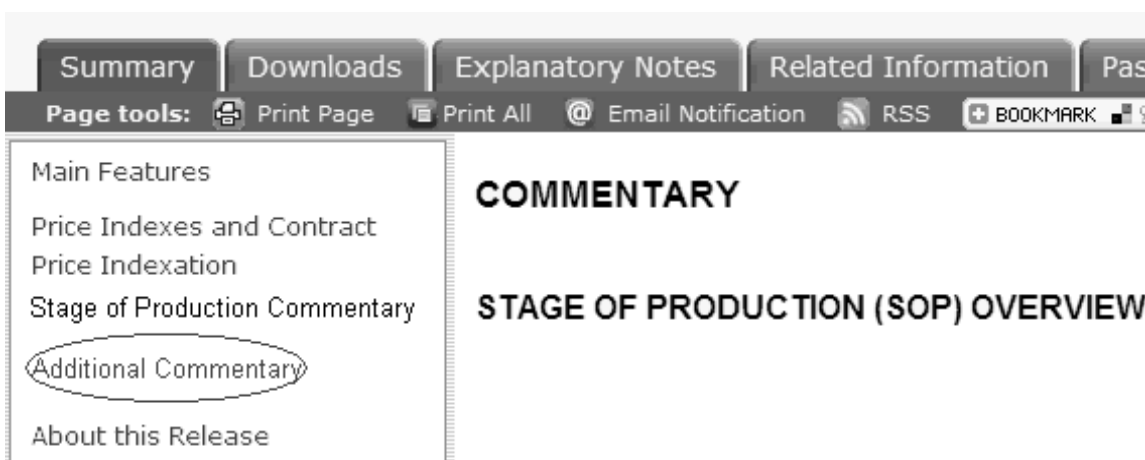 Summary Downloads Explanatory Notes Related Information Pas
Page tools: Print Page Print All @ Email Notification RSS BOOKMARK
Main Features
Price Indexes and Contract
Price Indexation
Stage of Production Commentary
Additional Commentary
About this Release
COMMENTARY
STAGE OF PRODUCTION (SOP) OVERVIEW